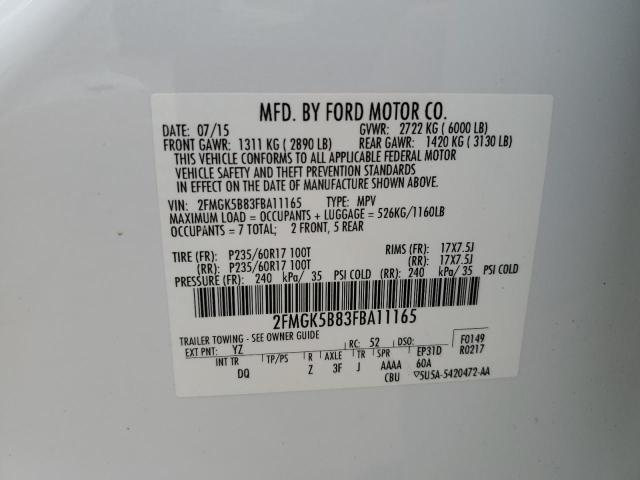 MFD. BY FORD MOTOR CO.
DATE: 07/15 GVWR: 2722 KG ( 6000 LB)
FRONT GAWR: 1311 KG ( 2890 LB) REAR GAWR: 1420 KG ( 3130 LB)
THIS VEHICLE CONFORMS TO ALL APPLICABLE FEDERAL MOTOR
VEHICLE SAFETY AND THEFT PREVENTION STANDARDS
IN EFFECT ON THE DATE OF MANUFACTURE SHOWN ABOVE.
VIN: 2FMGK5B83FBA11165 TYPE: MPV
MAXIMUM LOAD = OCCUPANTS + LUGGAGE = 526KG/1160LB
OCCUPANTS = 7 TOTAL; 2 FRONT, 5 REAR
TIRE (FR): P235/60R17 100T RIMS (FR): 17X7.5J
(RR): P235/60R17 100T (RR): 17X7.5J
PRESSURE (FR): 240 kPa/ 35 PSI COLD (RR): 240 kPa/ 35 PSI COLD
2FMGK5B83FBA11165
TRAILER TOWING - SEE OWNER GUIDE
EXT PNT: YZ RC: 52 DSO: F0149
R0217
INT TR TP/PS R AXLE TR SPR EP31D
DQ Z 3F J AAAA 60A
CBU 5U5A-5420472-AA